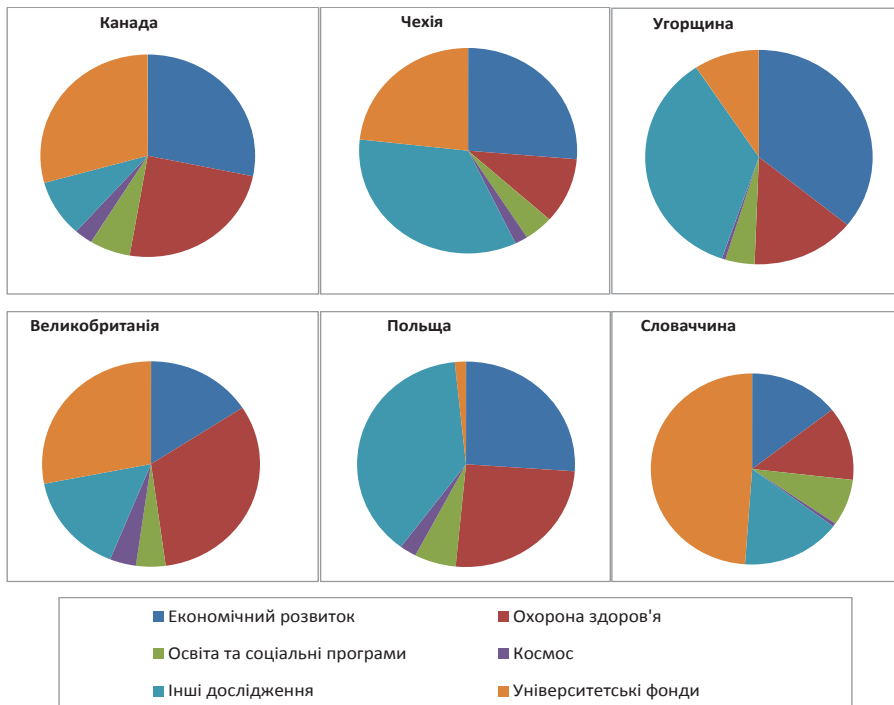 Канада
Чехія
Угорщина
Великобританія
Польща
Словаччина
Економічний розвиток
Охорона здоров'я
Освіта та соціальні програми
Космос
Інші дослідження
Університетські фонди